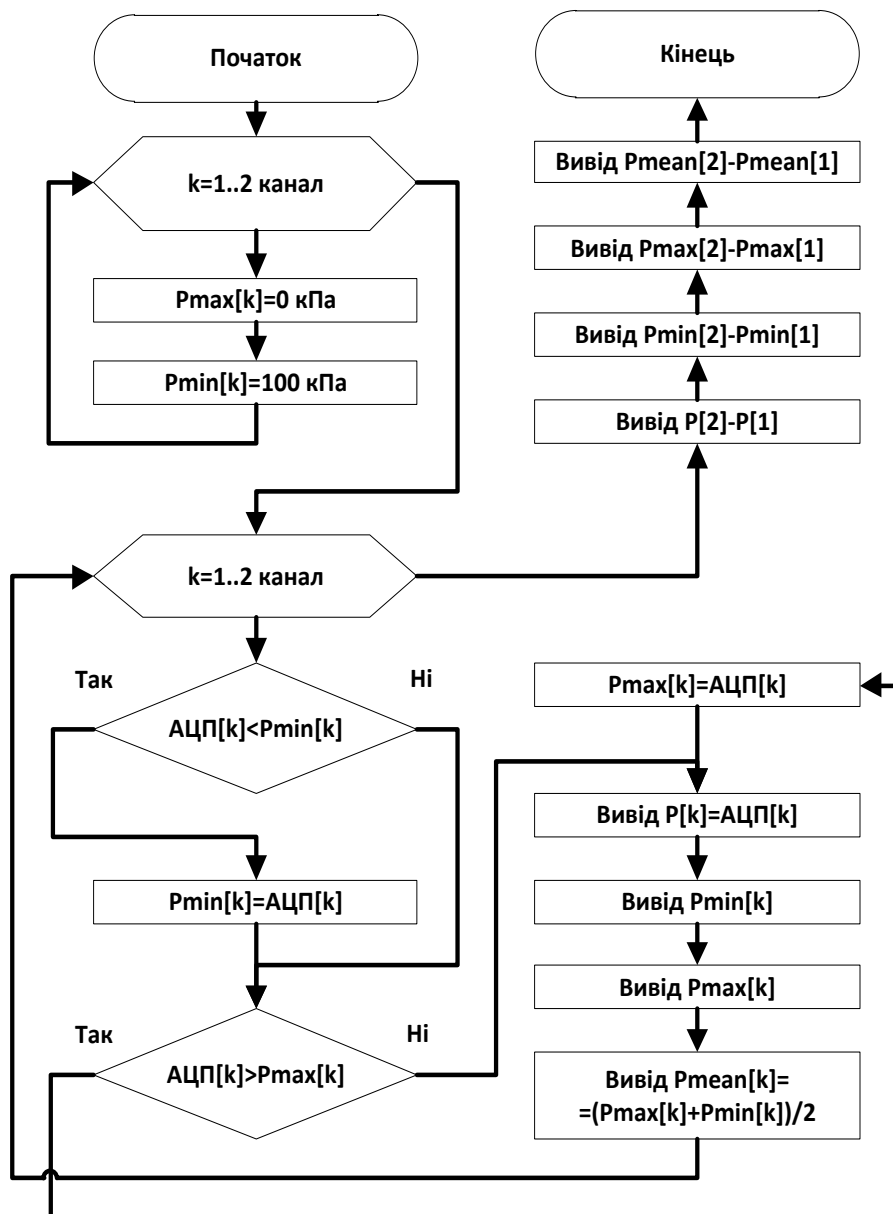 Початок
k=1..2 канал
Pmax[k]=0 кПа
Pmin[k]=100 кПа
k=1..2 канал
Так
Ні
АЦП[k]<Pmin[k]
Pmin[k]=АЦП[k]
Так
Ні
АЦП[k]>Pmax[k]
Pmax[k]=АЦП[k]
Вивід P[k]=АЦП[k]
Вивід Pmin[k]
Вивід Pmax[k]
Вивід Pmean[k]=
=(Pmax[k]+Pmin[k])/2
Вивід P[2]-P[1]
Вивід Pmin[2]-Pmin[1]
Вивід Pmax[2]-Pmax[1]
Вивід Pmean[2]-Pmean[1]
Кінець